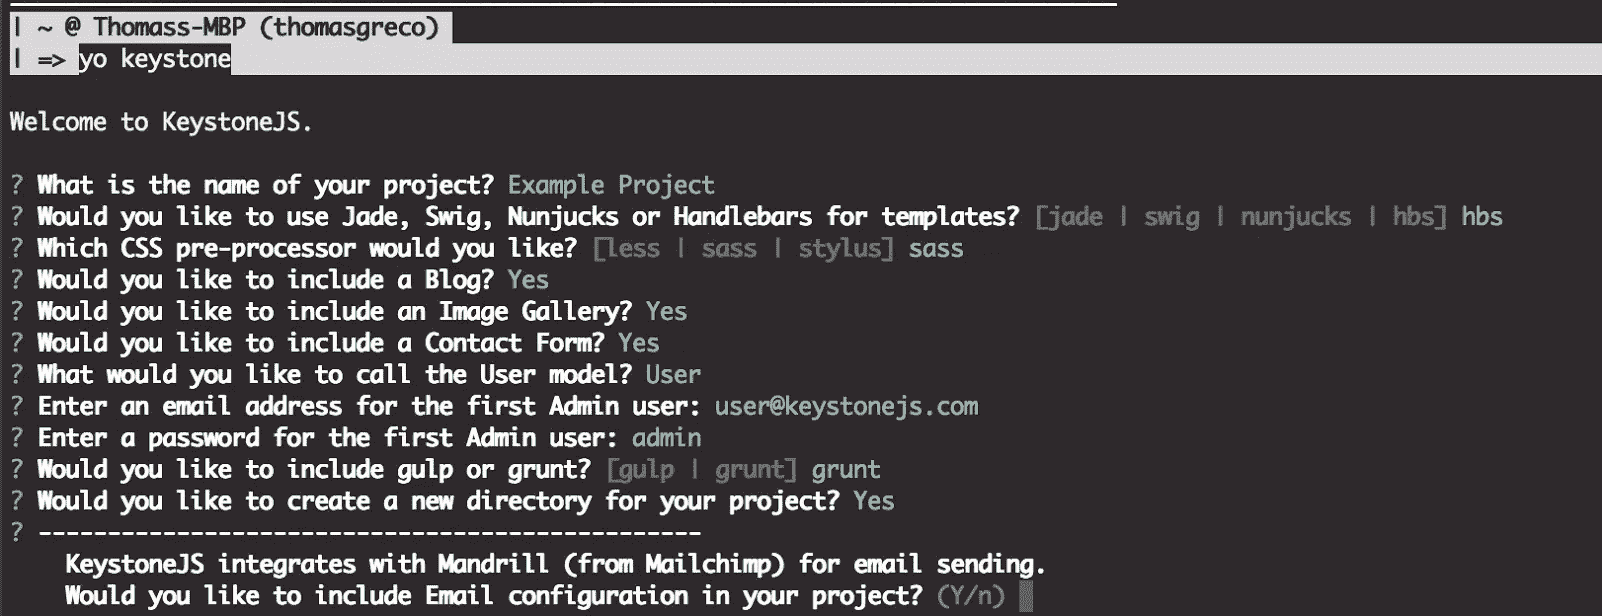 | ~ @ Thomass-MBP (thomasgreco)
| => yo keystone
Welcome to KeystoneJS.
? What is the name of your project? Example Project
? Would you like to use Jade, Swig, Nunjucks or Handlebars for templates? [jade | swig | nunjucks | hbs] hbs
? Which CSS pre-processor would you like? [less | sass | stylus] sass
? Would you like to include a Blog? Yes
? Would you like to include an Image Gallery? Yes
? Would you like to include a Contact Form? Yes
? What would you like to call the User model? User
? Enter an email address for the first Admin user: user@keystonejs.com
? Enter a password for the first Admin user: admin
? Would you like to include gulp or grunt? [gulp | grunt] grunt
? Would you like to create a new directory for your project? Yes
? ------------------------------------------------
KeystoneJS integrates with Mandrill (from Mailchimp) for email sending.
Would you like to include Email configuration in your project? (Y/n)